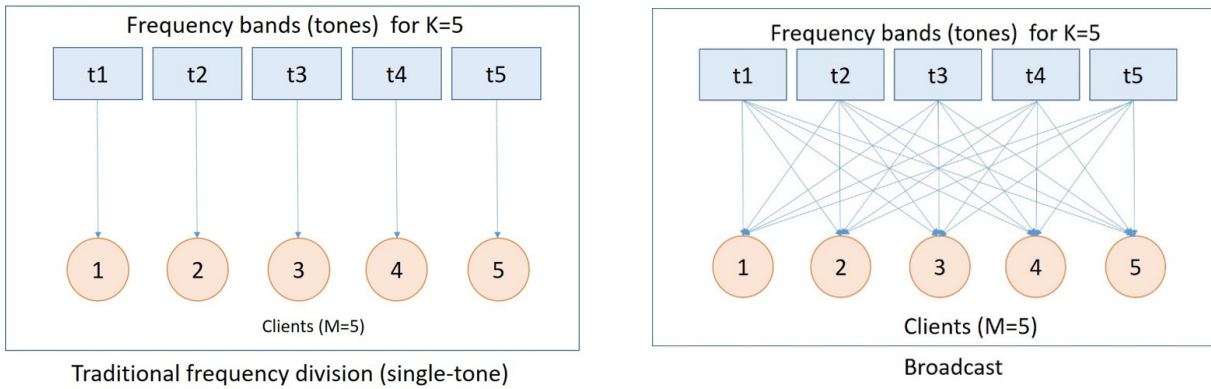 Frequency bands (tones) for K=5
t1 t2 t3 t4 t5
1 2 3 4 5
Clients (M=5)
Traditional frequency division (single-tone)
Frequency bands (tones) for K=5
t1 t2 t3 t4 t5
1 2 3 4 5
Clients (M=5)
Broadcast